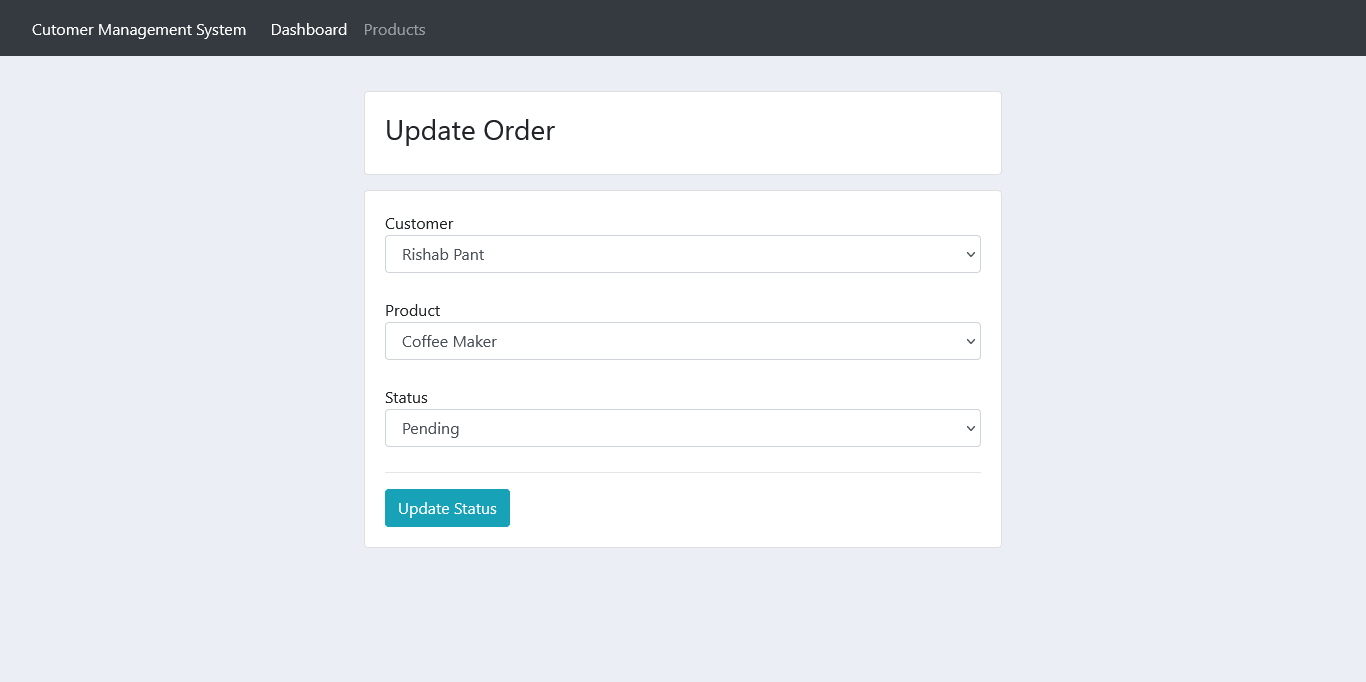 Cutomer Management System Dashboard Products
Update Order
Customer
Rishab Pant
Product
Coffee Maker
Status
Pending
Update Status